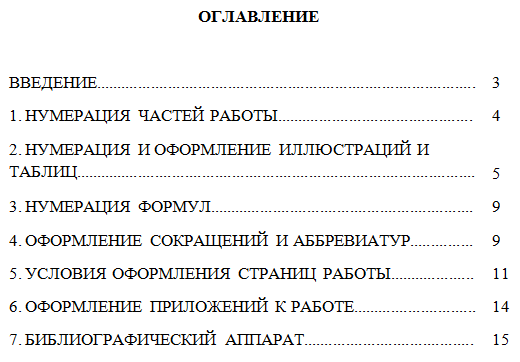 ОГЛАВЛЕНИЕ
ВВЕДЕНИЕ............................................................................ 3
1. НУМЕРАЦИЯ ЧАСТЕЙ РАБОТЫ....................................... 4
2. НУМЕРАЦИЯ И ОФОРМЛЕНИЕ ИЛЛЮСТРАЦИЙ И
ТАБЛИЦ................................................................................ 5
3. НУМЕРАЦИЯ ФОРМУЛ..................................................... 9
4. ОФОРМЛЕНИЕ СОКРАЩЕНИЙ И АББРЕВИАТУР............. 9
5. УСЛОВИЯ ОФОРМЛЕНИЯ СТРАНИЦ РАБОТЫ................. 11
6. ОФОРМЛЕНИЕ ПРИЛОЖЕНИЙ К РАБОТЕ........................ 14
7. БИБЛИОГРАФИЧЕСКИЙ АППАРАТ.................................. 15